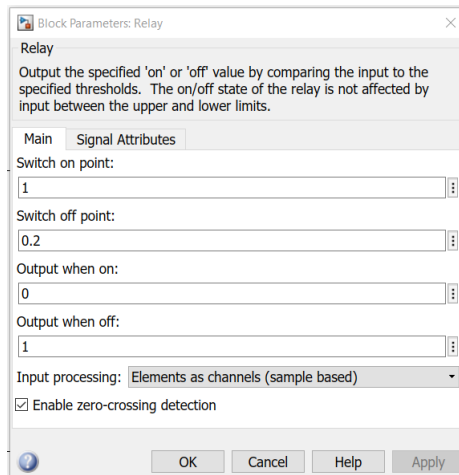 Block Parameters: Relay
Relay
Output the specified 'on' or 'off' value by comparing the input to the
specified thresholds.  The on/off state of the relay is not affected by
input between the upper and lower limits.
Main Signal Attributes
Switch on point:
1
Switch off point:
0.2
Output when on:
0
Output when off:
1
Input processing: Elements as channels (sample based)
Enable zero-crossing detection
? OK Cancel Help Apply